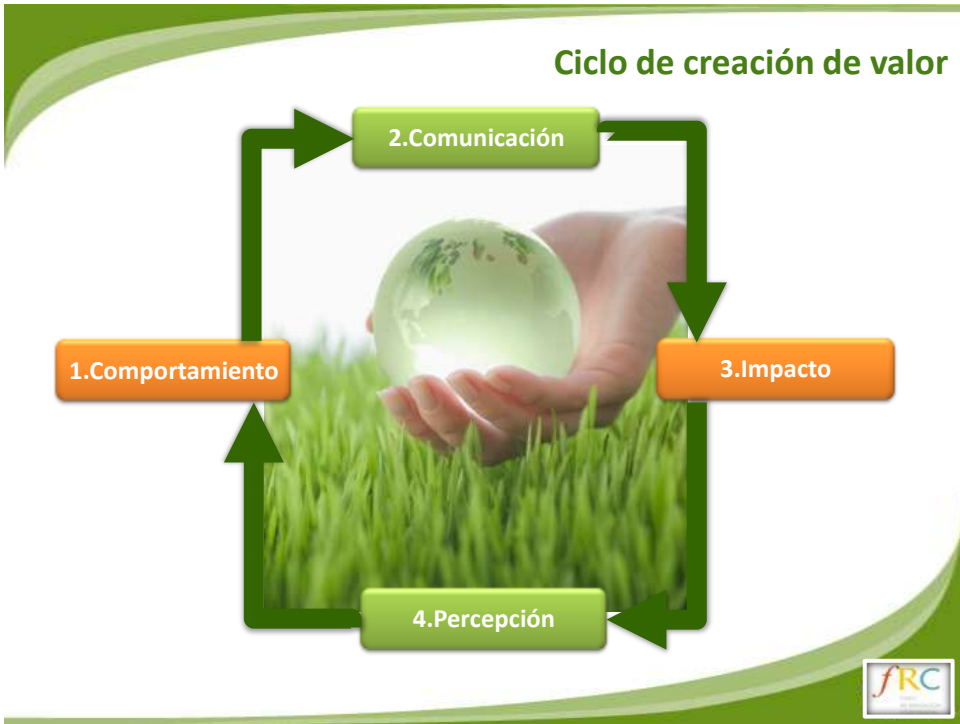 Ciclo de creación de valor
2.Comunicación
1.Comportamiento
3.Impacto
4.Percepción
fRC